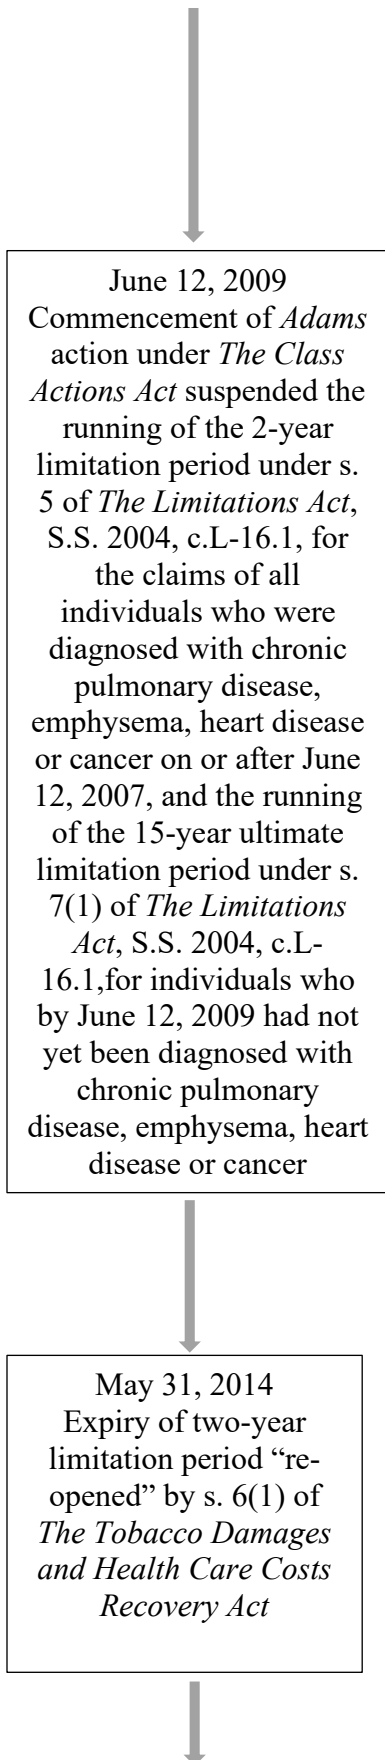 June 12, 2009
Commencement of Adams
action under The Class
Actions Act suspended the
running of the 2-year
limitation period under s.
5 of The Limitations Act,
S.S. 2004, c.L-16.1, for
the claims of all
individuals who were
diagnosed with chronic
pulmonary disease,
emphysema, heart disease
or cancer on or after June
12, 2007, and the running
of the 15-year ultimate
limitation period under s.
7(1) of The Limitations
Act, S.S. 2004, c.L-
16.1,for individuals who
by June 12, 2009 had not
yet been diagnosed with
chronic pulmonary
disease, emphysema, heart
disease or cancer
May 31, 2014
Expiry of two-year
limitation period “re-
opened” by s. 6(1) of
The Tobacco Damages
and Health Care Costs
Recovery Act